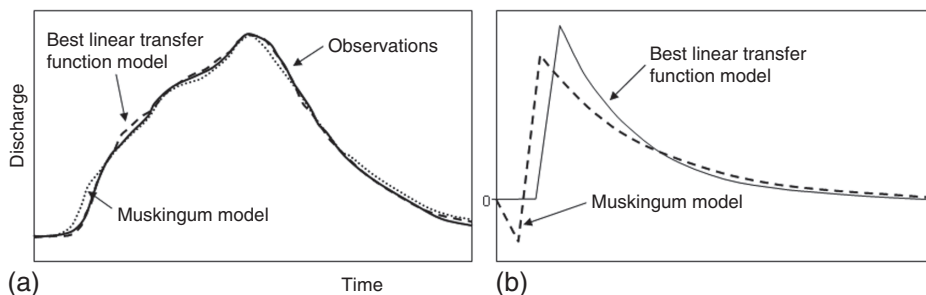 Best linear transfer
function model
Observations
Discharge
Muskingum model
(a)
Time
Best linear transfer
function model
0
Muskingum model
(b)